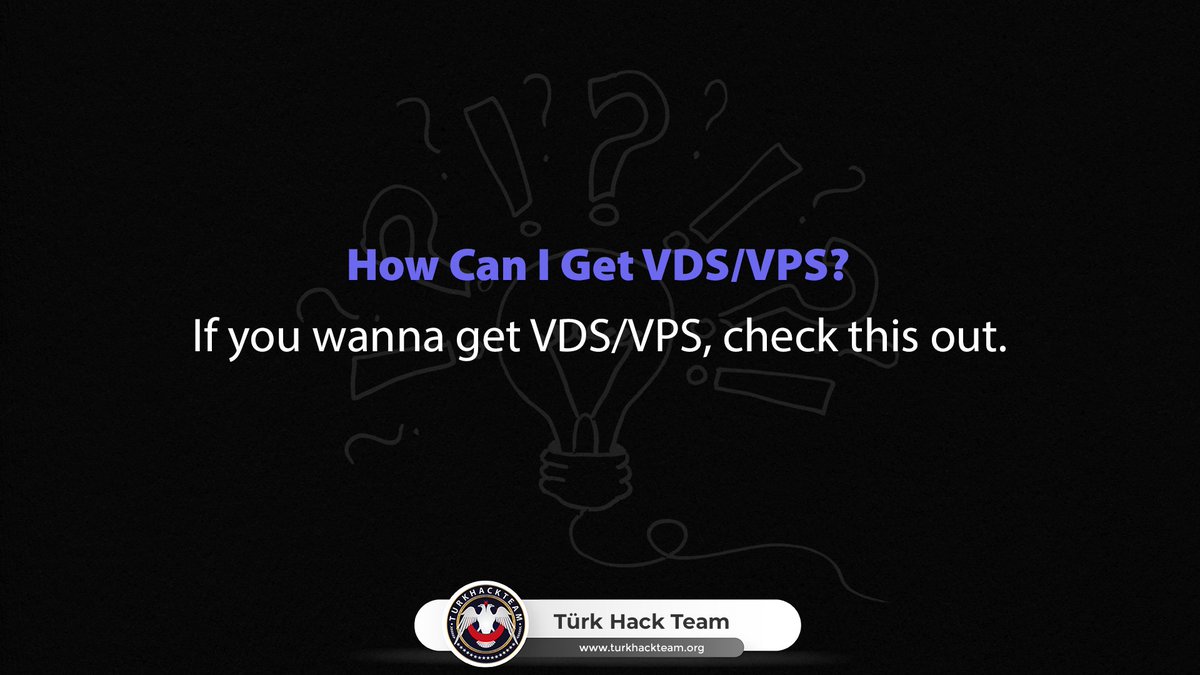 How Can I Get VDS/VPS?
If you wanna get VDS/VPS, check this out.
TURKHACKTEAM
Türk Hack Team
www.turkhackteam.org